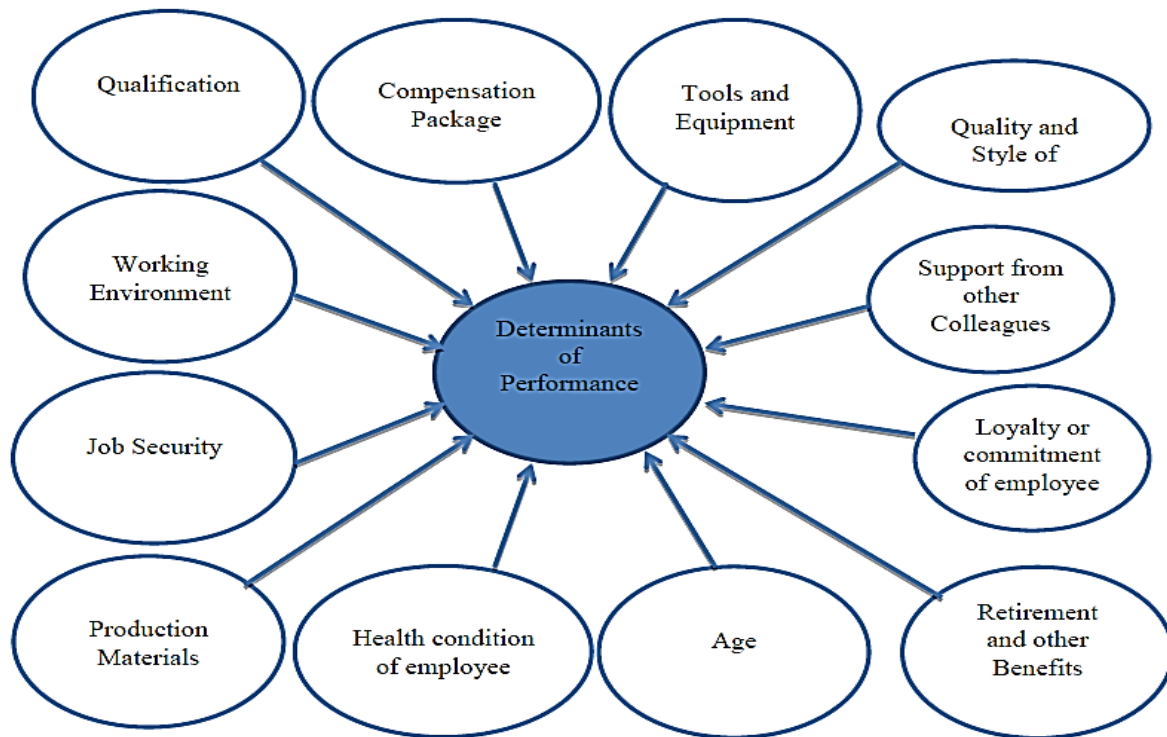 Qualification
Compensation
Package
Tools and
Equipment
Quality and
Style of
Working
Environment
Support from
other
Colleagues
Determinants
of
Performance
Job Security
Loyalty or
commitment
of employee
Production
Materials
Health condition
of employee
Age
Retirement
and other
Benefits